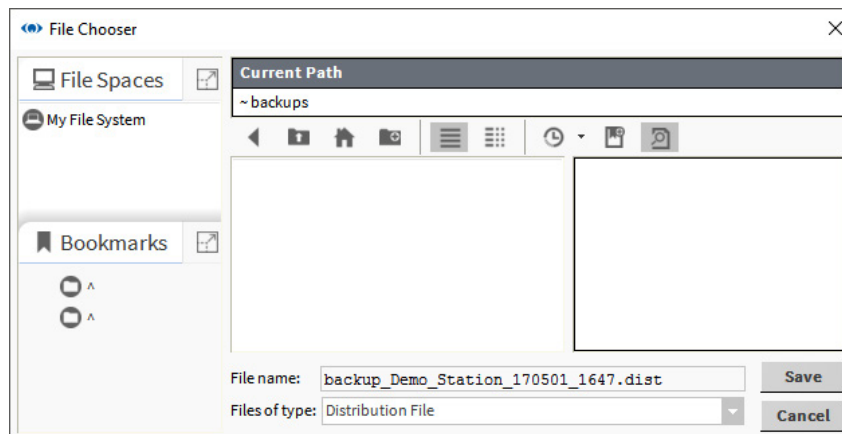 File Chooser
File Spaces
My File System
Bookmarks
^
^
Current Path
~backups
File name: backup_Demo_Station_170501_1647.dist
Save
Files of type: Distribution File
Cancel